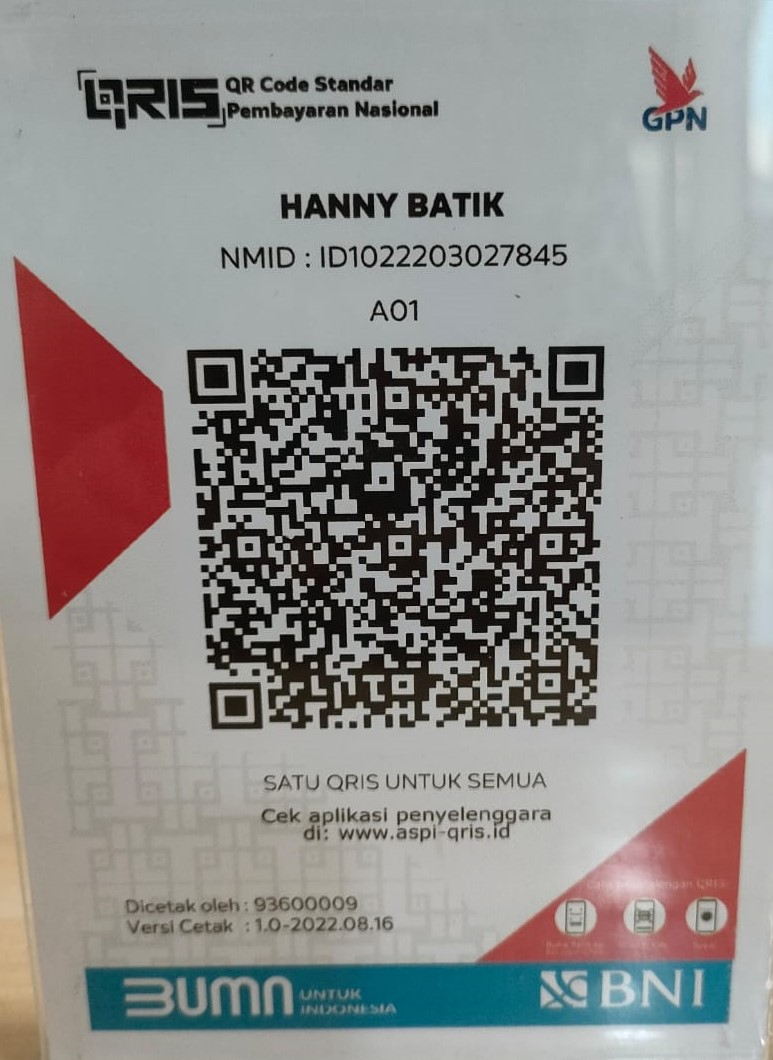 QRIS QR Code Standar
Pembayaran Nasional
GPN
HANNY BATIK
NMID : ID1022203027845
A01
SATU QRIS UNTUK SEMUA
Cek aplikasi penyelenggara
di: www.aspi-qris.id
Dicetak oleh : 93600009
Versi Cetak : 1.0-2022.08.16
BUMN UNTUK
INDONESIA
BNI